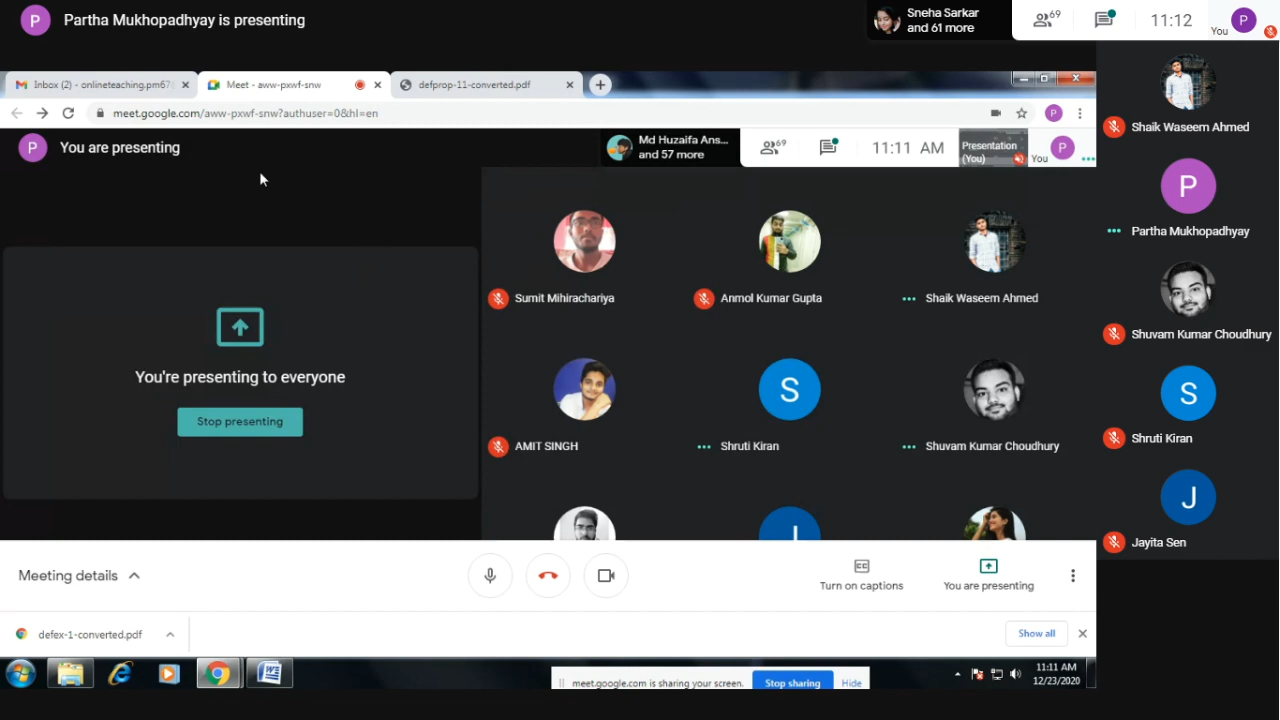 P Partha Mukhopadhyay is presenting
Sneha Sarkar
and 61 more
69
11:12
You
P
Inbox (2) - onlineteaching.pm67
Meet - aww-pxwf-snw
defprop-11-converted.pdf
meet.google.com/aww-pxwf-snw?authuser=0&hl=en
P
P You are presenting
Md Huzaifa Ans...
and 57 more
69
11:11 AM
Presentation
(You)
You
P
Shaik Waseem Ahmed
P
Partha Mukhopadhyay
Shuvam Kumar Choudhury
S
Shruti Kiran
J
Jayita Sen
Sumit Mihirachariya
Anmol Kumar Gupta
Shaik Waseem Ahmed
You're presenting to everyone
Stop presenting
AMIT SINGH
S
Shruti Kiran
Shuvam Kumar Choudhury
J
Meeting details
CC
Turn on captions
You are presenting
defex-1-converted.pdf
Show all
meet.google.com is sharing your screen.
Stop sharing
Hide
11:11 AM
12/23/2020